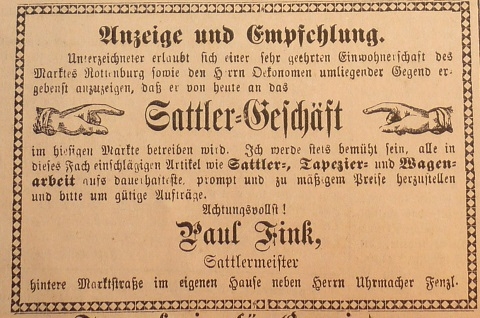 Anzeige und Empfehlung.
Unterzeichneter erlaubt sich einer sehr geehrten Einwohnerschaft des
Marktes Rottenburg sowie den Hrrn Oekonomen umliegender Gegend er-
gebenst anzuzeigen, daß er von heute an das
Sattler-Geschäft
im hiesigen Markte betreiben wird. Ich werde stets bemüht sein, alle in
dieses Fach einschlägigen Artikel wie Sattler-, Tapezier- und Wagen-
arbeit aufs dauerhafteste, prompt und zu mäßigem Preise herzustellen
und bitte um gütige Aufträge.
Achtungsvollst!
Paul Fink,
Sattlermeister
hintere Marktstraße im eigenen Hause neben Herrn Uhrmacher Fenzl.